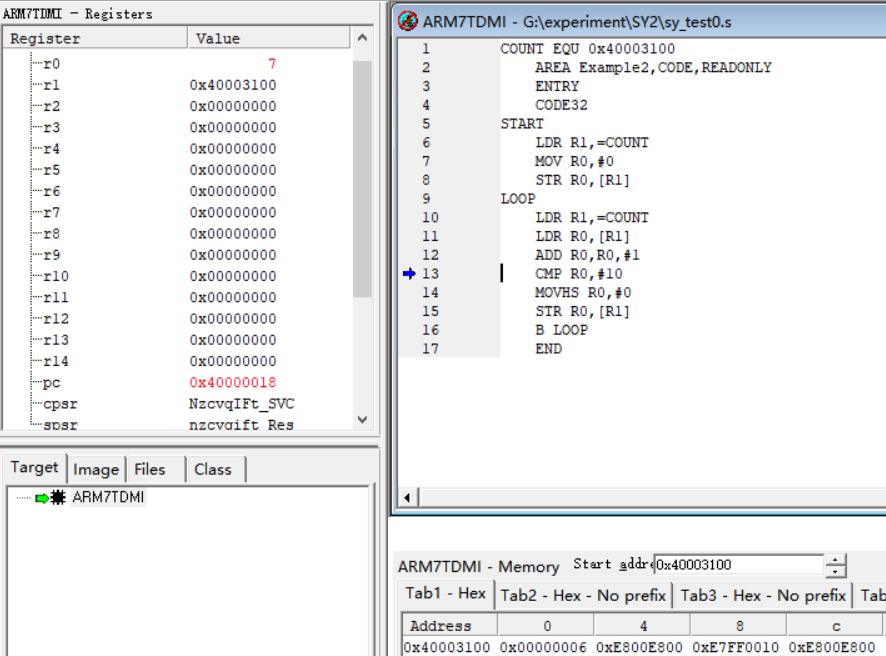 ARM7TDMI - Registers
Register Value
r0 7
r1 0x40003100
r2 0x00000000
r3 0x00000000
r4 0x00000000
r5 0x00000000
r6 0x00000000
r7 0x00000000
r8 0x00000000
r9 0x00000000
r10 0x00000000
r11 0x00000000
r12 0x00000000
r13 0x00000000
r14 0x00000000
pc 0x40000018
cpsr NzcvqIFt_SVC
spsr nzcvqift_Res
Target Image Files Class
ARM7TDMI
ARM7TDMI - G:\experiment\SY2\sy_test0.s
1 COUNT EQU 0x40003100
2 AREA Example2,CODE,READONLY
3 ENTRY
4 CODE32
5 START
6 LDR R1,=COUNT
7 MOV R0,#0
8 STR R0,[R1]
9 LOOP
10 LDR R1,=COUNT
11 LDR R0,[R1]
12 ADD R0,R0,#1
13 CMP R0,#10
14 MOVHS R0,#0
15 STR R0,[R1]
16 B LOOP
17 END
ARM7TDMI - Memory Start addre 0x40003100
Tab1 - Hex Tab2 - Hex - No prefix Tab3 - Hex - No prefix Tab
Address 0 4 8 c
0x40003100 0x00000006 0xE800E800 0xE7FF0010 0xE800E800